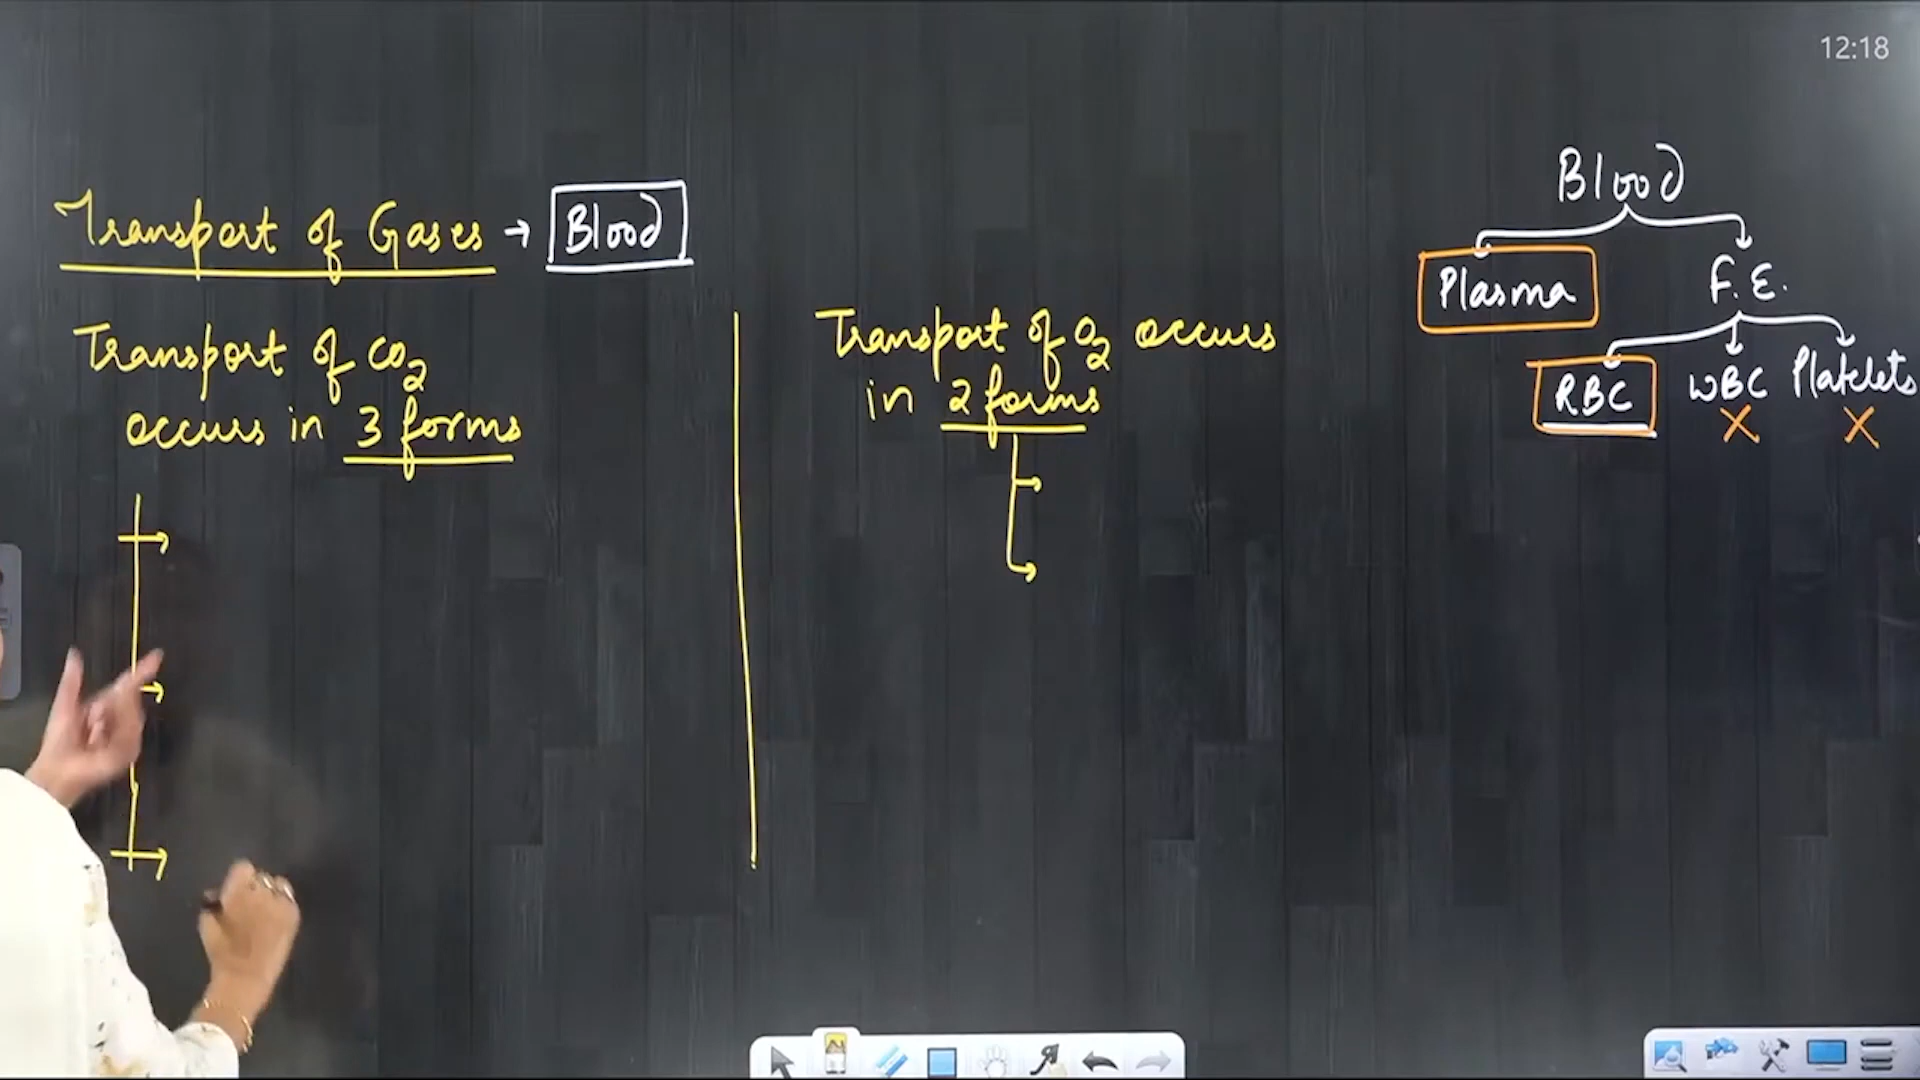 12:18
Transport of Gases → Blood
Transport of CO2
occurs in 3 forms
Transport of O2 occurs
in 2 forms
Blood
Plasma F.E.
RBC WBC Platelets
X X